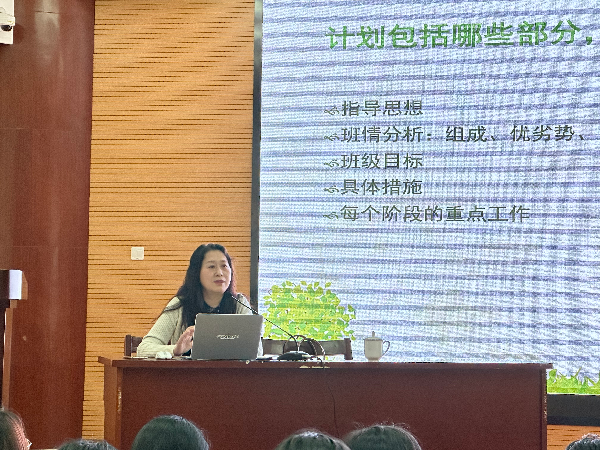 计划包括哪些部分，
指导思想
班情分析：组成、优劣势、
班级目标
具体措施
每个阶段的重点工作